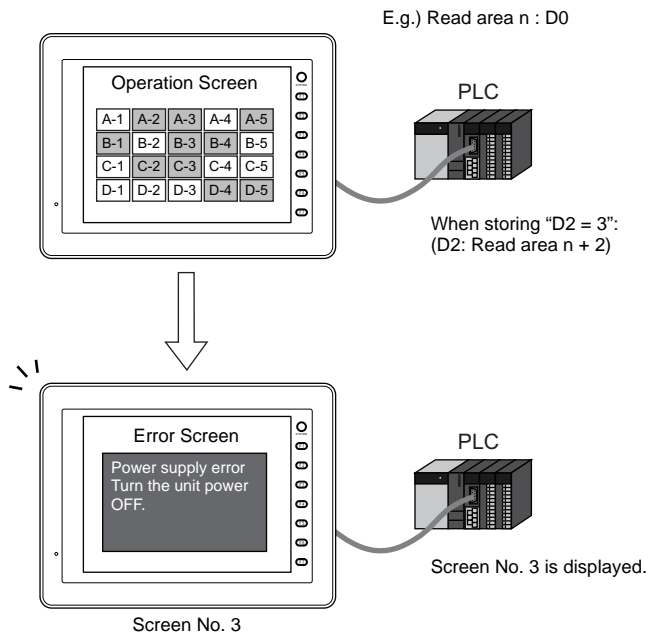 E.g.) Read area n : D0
Operation Screen
A-1 A-2 A-3 A-4 A-5
B-1 B-2 B-3 B-4 B-5
C-1 C-2 C-3 C-4 C-5
D-1 D-2 D-3 D-4 D-5
PLC
When storing “D2 = 3”:
(D2: Read area n + 2)
Error Screen
Power supply error
Turn the unit power
OFF.
PLC
Screen No. 3 is displayed.
Screen No. 3